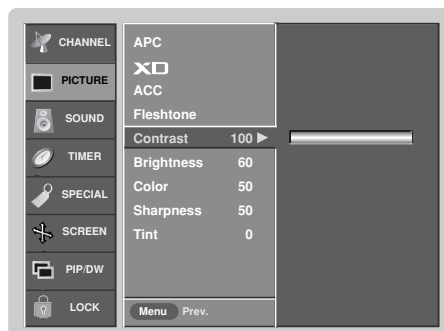 CHANNEL
PICTURE
SOUND
TIMER
SPECIAL
SCREEN
PIP/DW
LOCK
APC
XD
ACC
Fleshtone
Contrast 100 ▶
Brightness 60
Color 50
Sharpness 50
Tint 0
Menu Prev.